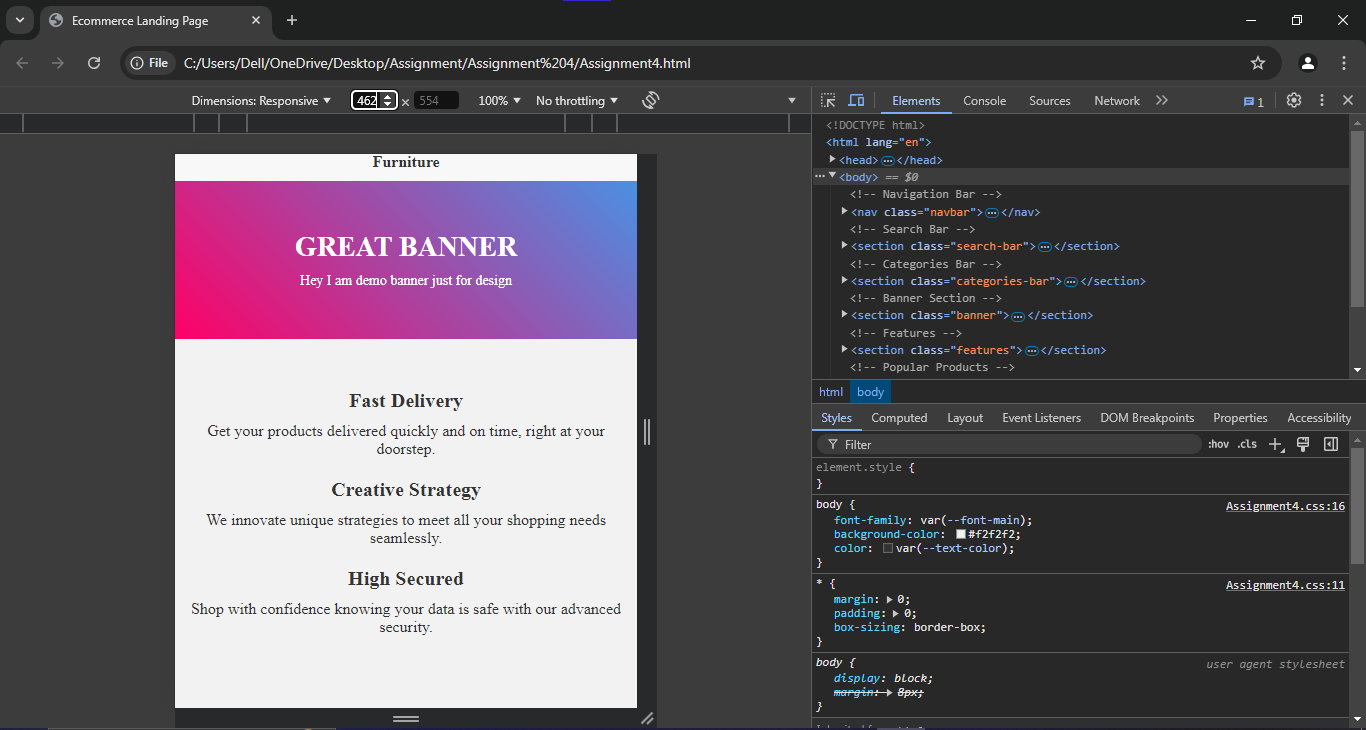 Ecommerce Landing Page
File C:/Users/Dell/OneDrive/Desktop/Assignment/Assignment%204/Assignment4.html
Dimensions: Responsive 462 × 554 100% No throttling
Elements Console Sources Network 1
Furniture
GREAT BANNER
Hey I am demo banner just for design
Fast Delivery
Get your products delivered quickly and on time, right at your
doorstep.
Creative Strategy
We innovate unique strategies to meet all your shopping needs
seamlessly.
High Secured
Shop with confidence knowing your data is safe with our advanced
security.
<!DOCTYPE html>
<html lang="en">
<head> … </head>
<body> == $0
<!-- Navigation Bar -->
<nav class="navbar"> … </nav>
<!-- Search Bar -->
<section class="search-bar"> … </section>
<!-- Categories Bar -->
<section class="categories-bar"> … </section>
<!-- Banner Section -->
<section class="banner"> … </section>
<!-- Features -->
<section class="features"> … </section>
<!-- Popular Products -->
html body
Styles Computed Layout Event Listeners DOM Breakpoints Properties Accessibility
Filter :hov .cls
element.style {
}
body { Assignment4.css:16
font-family: var(--font-main);
background-color: #f2f2f2;
color: var(--text-color);
}
* { Assignment4.css:11
margin: 0;
padding: 0;
box-sizing: border-box;
}
body { user agent stylesheet
display: block;
margin: 8px;
}